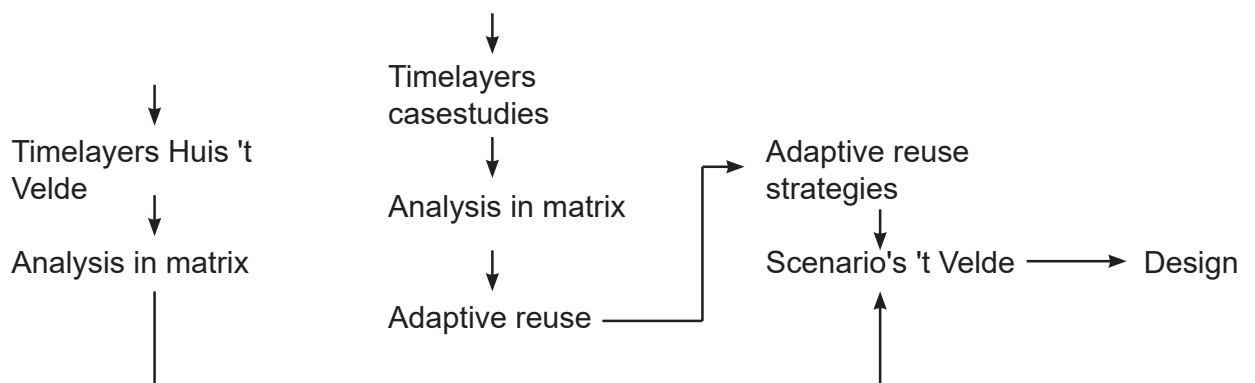 Timelayers Huis 't
Velde
Analysis in matrix
Timelayers
casestudies
Analysis in matrix
Adaptive reuse
Adaptive reuse
strategies
Scenario's 't Velde
Design